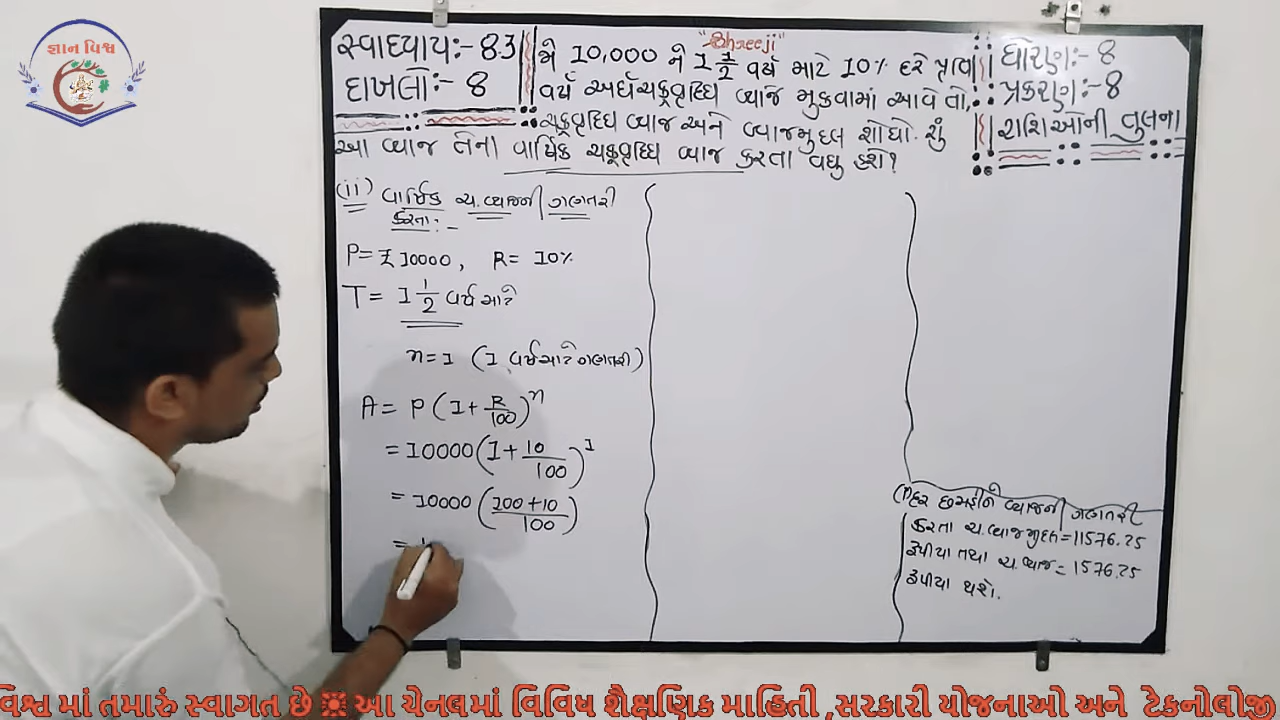 જ્ઞાન વિશ્વ
સ્વાધ્યાય:- 8.3
દાખલો:- 8
"Shreeji"
મે 10,000 ને 1 1/2 વર્ષ માટે 10% દરે પ્રતિ
વર્ષ અર્ધચક્રવૃદ્ધિ વ્યાજે મુકવામાં આવે તો,
ચક્રવૃદ્ધિ વ્યાજ અને વ્યાજમુદ્દલ શોધો. શું
આ વ્યાજ તેના વાર્ષિક ચક્રવૃદ્ધિ વ્યાજ કરતા વધુ હશે?
ધોરણ:- 8
પ્રકરણ:- 8
રાશિઓની તુલના
(ii) વાર્ષિક ચ.વ્યાજની ગણતરી
કરતા:-
P= ₹ 10000, R= 10%
T= 1 1/2 વર્ષ માટે
n=1 (1 વર્ષ માટે ગણતરી)
A= P(1+ R/100)^n
= 10000(1+ 10/100)^1
= 10000 (100+10/100)
=
(i) દર છ માસીને વ્યાજની ગણતરી
કરતા ચ.વ્યાજમુદ્દલ = 11576.25
રૂપીયા તથા ચ.વ્યાજ = 1576.25
રૂપીયા થશે.
વિશ્વ માં તમારું સ્વાગત છે આ ચેનલમાં વિવિધ શૈક્ષણિક માહિતી ,સરકારી યોજનાઓ અને ટેકનોલોજી